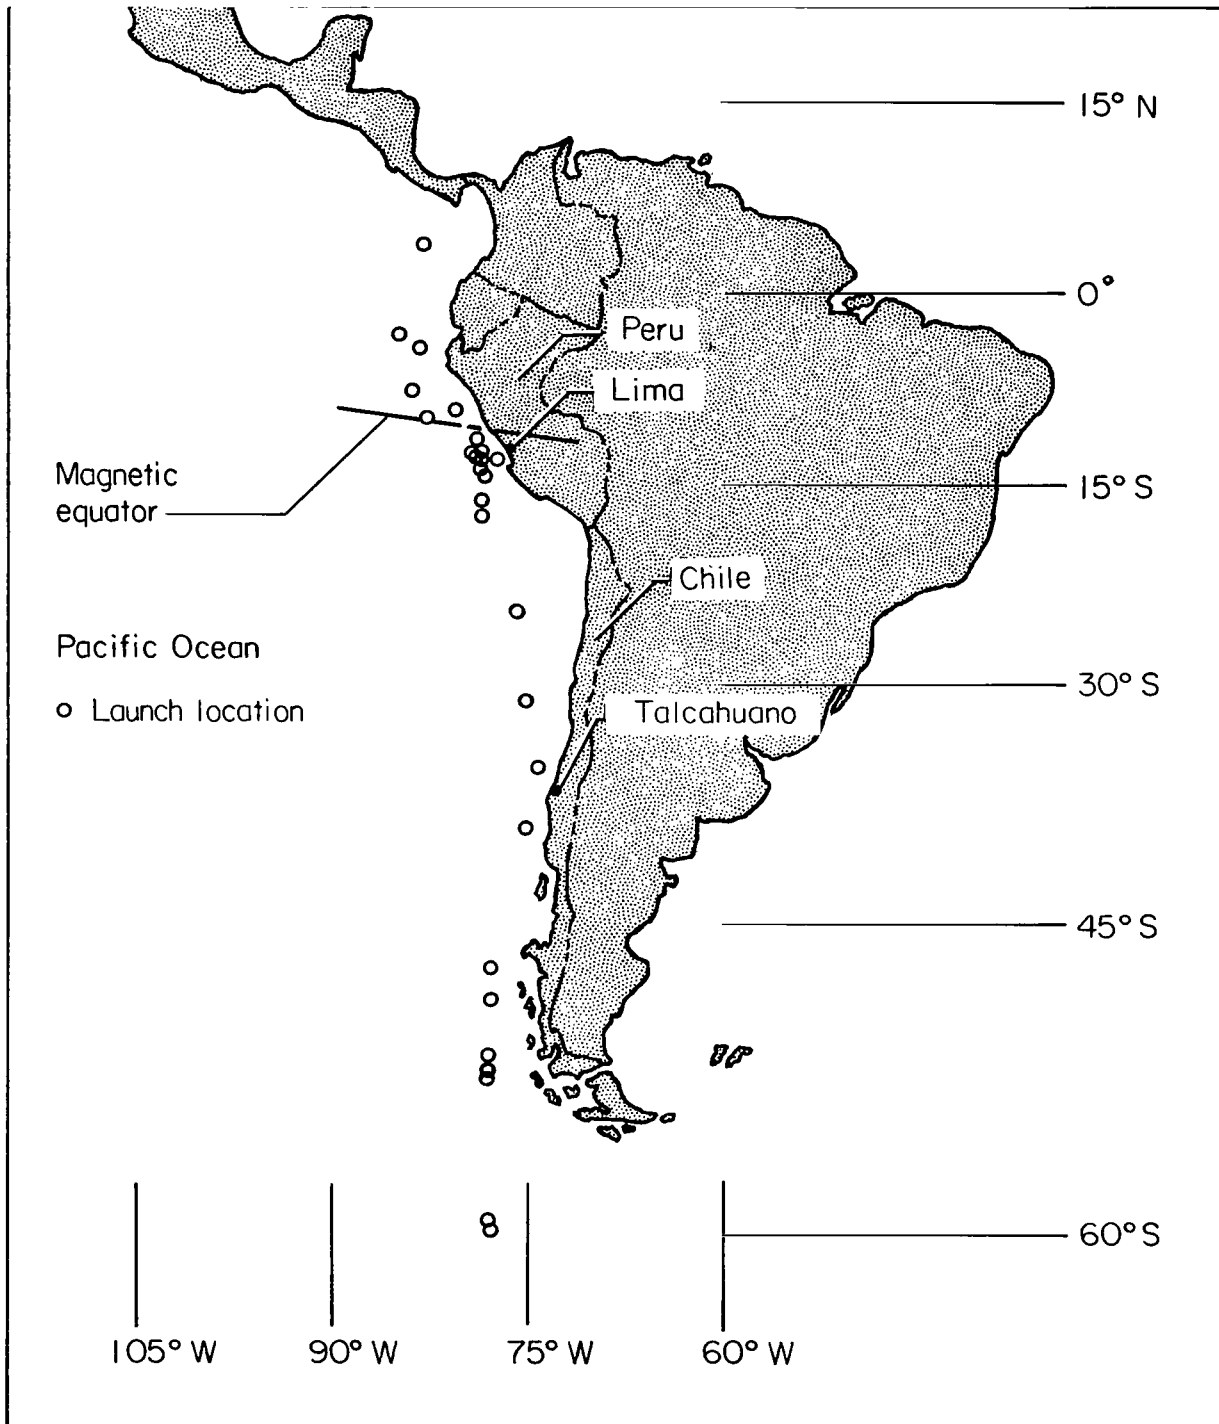 15° N
0°
Peru
Lima
Magnetic
equator
15° S
Chile
Pacific Ocean
30° S
Launch location
Talcahuano
45° S
60° S
105° W
90° W
75° W
60° W